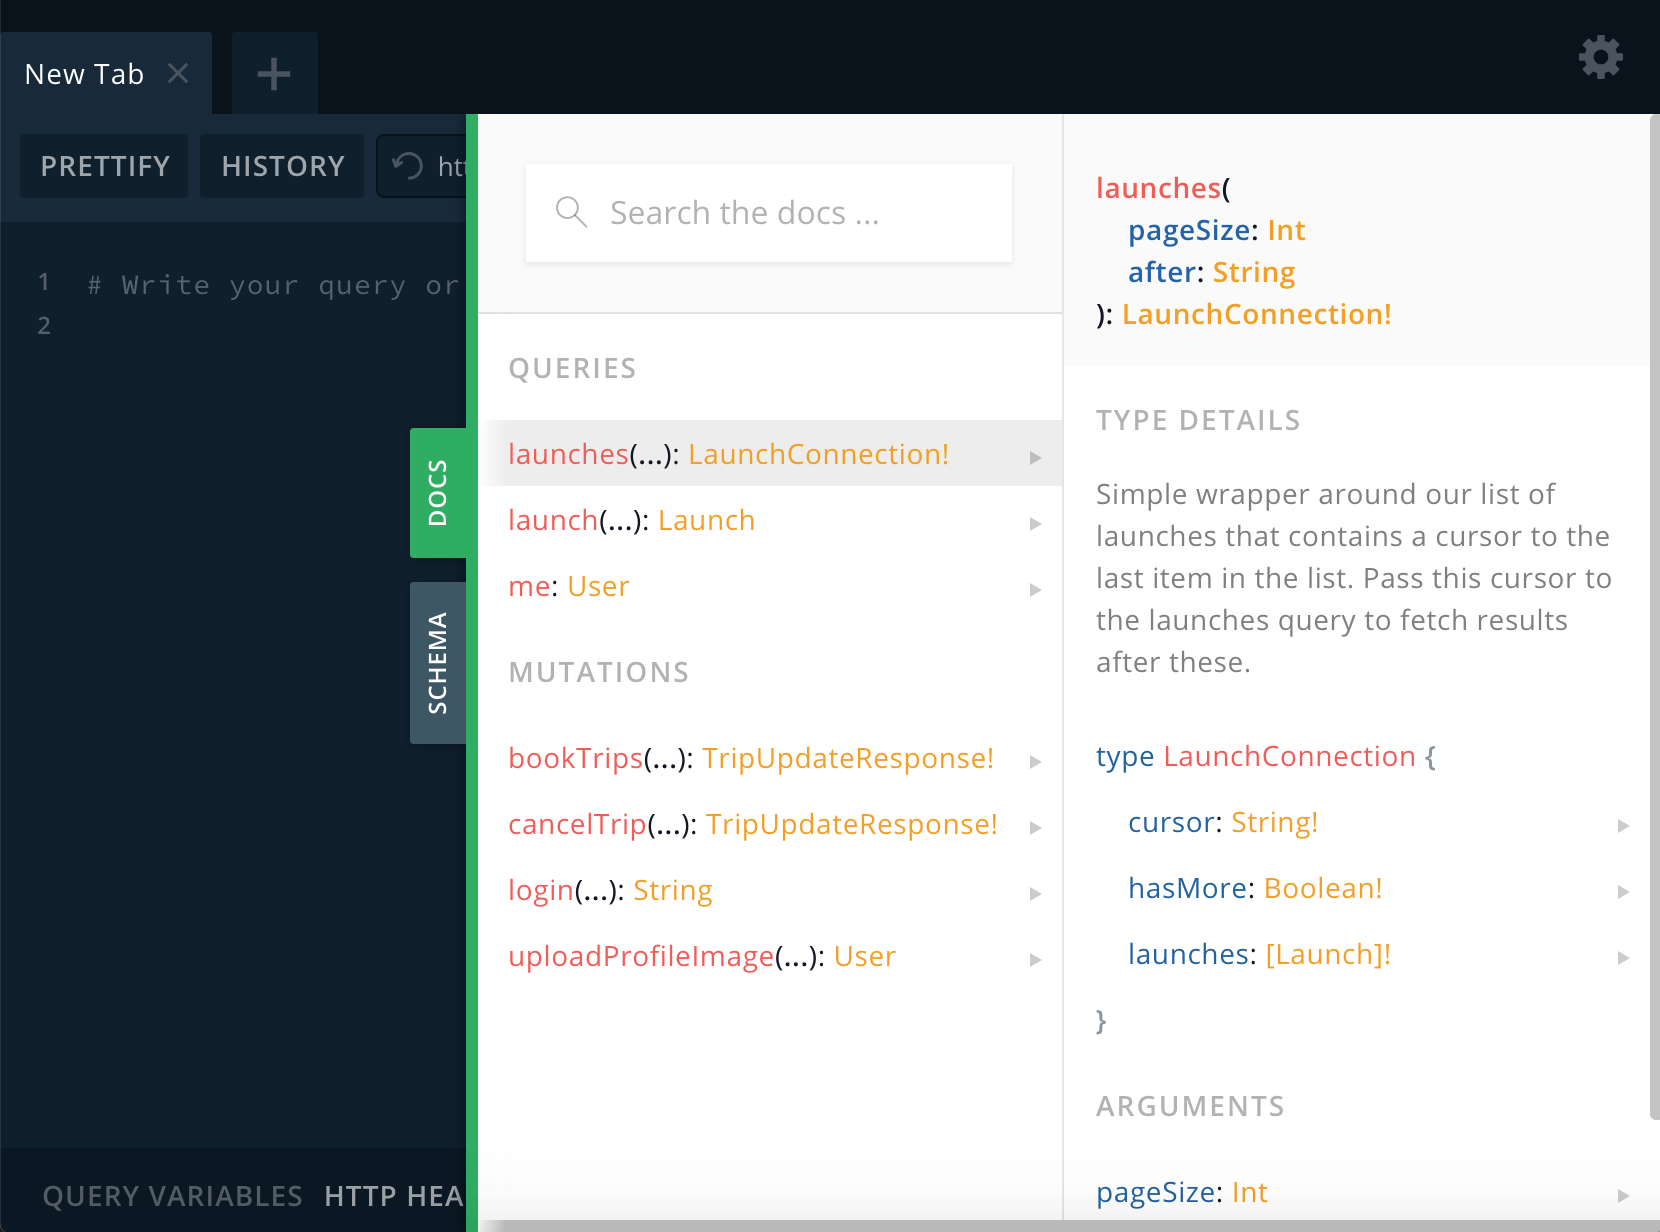 New Tab
PRETTIFY
HISTORY
1 # Write your query or
2
DOCS
SCHEMA
QUERY VARIABLES
HTTP HEA
Search the docs ...
QUERIES
launches(...): LaunchConnection!
launch(...): Launch
me: User
MUTATIONS
bookTrips(...): TripUpdateResponse!
cancelTrip(...): TripUpdateResponse!
login(...): String
uploadProfileImage(...): User
launches(
pageSize: Int
after: String
): LaunchConnection!
TYPE DETAILS
Simple wrapper around our list of
launches that contains a cursor to the
last item in the list. Pass this cursor to
the launches query to fetch results
after these.
type LaunchConnection {
cursor: String!
hasMore: Boolean!
launches: [Launch]!
}
ARGUMENTS
pageSize: Int